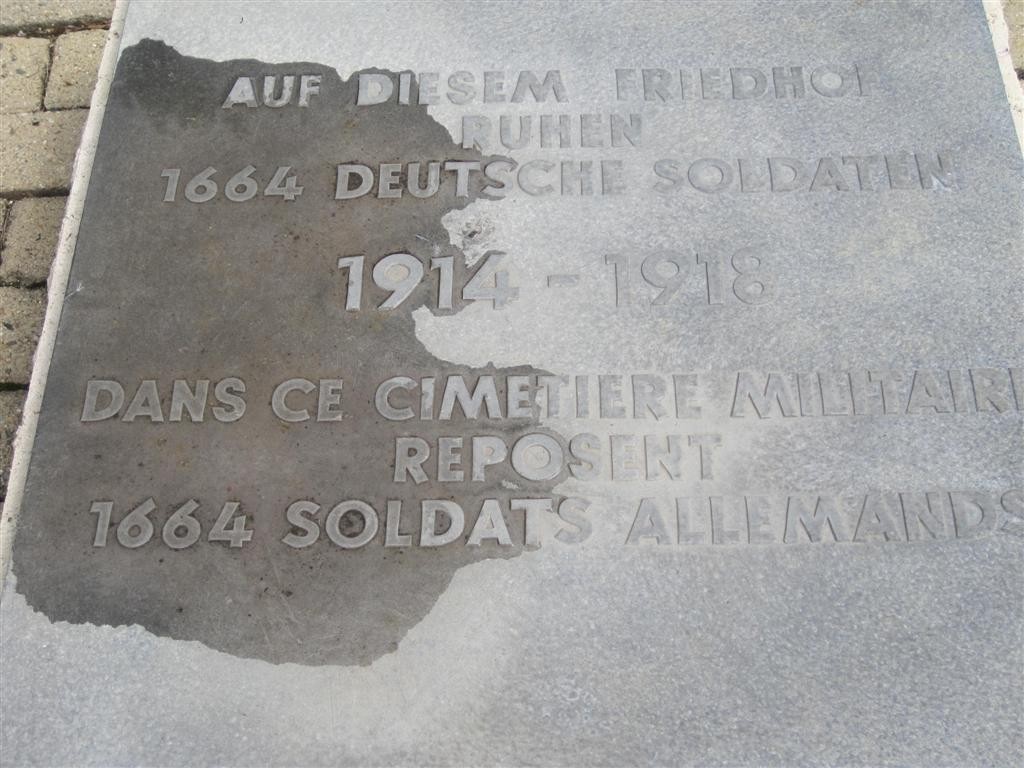 AUF DIESEM FRIEDHOF
RUHEN
1664 DEUTSCHE SOLDATEN
1914 - 1918
DANS CE CIMETIERE MILITAIRE
REPOSENT
1664 SOLDATS ALLEMANDS